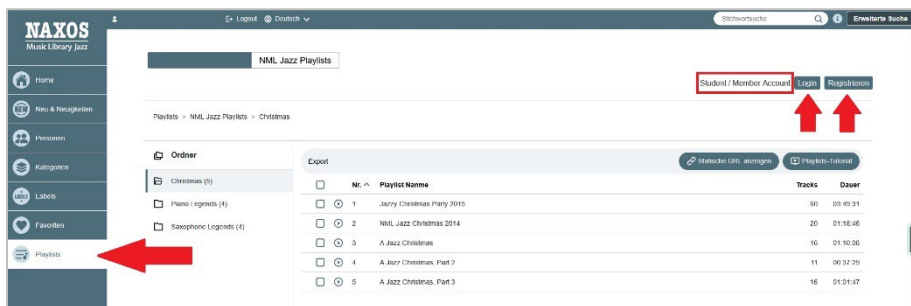 NAXOS
Music Library Jazz
Logout Deutsch
Stichwortsuche
Erweiterte Suche
NML Jazz Playlists
Student / Member Account Login Registrieren
Home
Neu & Neuigkeiten
Personen
Kategorien
Labels
Favoriten
Playlists
Playlists > NML Jazz Playlists > Christmas
Ordner
Christmas (5)
Piano Legends (4)
Saxophone Legends (4)
Export
Statische URL anzeigen
Playlists-Tutorial
Nr. Playlist Nanme Tracks Dauer
1 Jazzy Christmas Party 2015 50 03:49:31
2 NML Jazz Christmas 2014 20 01:18:46
3 A Jazz Christmas 16 01:10:08
4 A Jazz Christmas, Part 2 11 00:37:29
5 A Jazz Christmas, Part 3 16 01:01:47